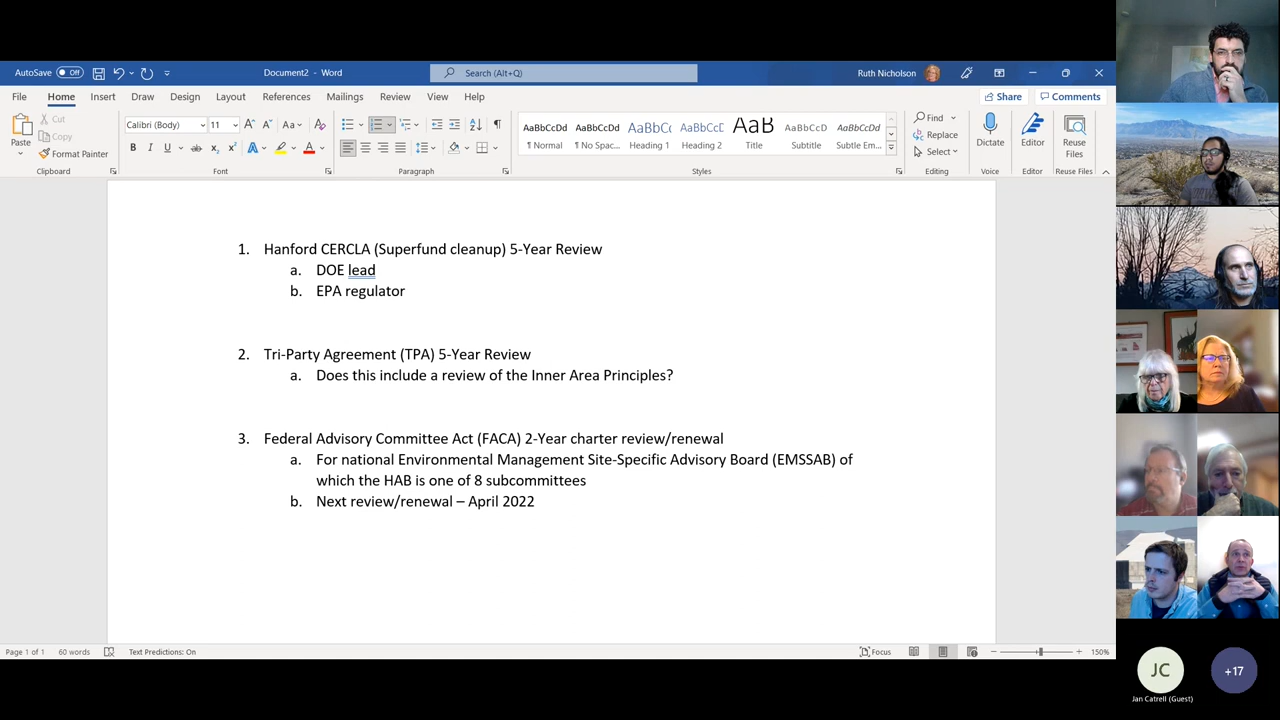 AutoSave Off
Document2 - Word
Search (Alt+Q)
Ruth Nicholson
File Home Insert Draw Design Layout References Mailings Review View Help
Share Comments
Paste
Cut
Copy
Format Painter
Clipboard
Calibri (Body) 11
Font
Paragraph
AaBbCcDd AaBbCcDd AaBbCc AaBbCcD AaB AaBbCcD AaBbCcDd
¶ Normal ¶ No Spac... Heading 1 Heading 2 Title Subtitle Subtle Em...
Styles
Find
Replace
Select
Editing
Dictate
Voice
Editor
Editor
Reuse
Files
Reuse Files
1. Hanford CERCLA (Superfund cleanup) 5-Year Review
a. DOE lead
b. EPA regulator
2. Tri-Party Agreement (TPA) 5-Year Review
a. Does this include a review of the Inner Area Principles?
3. Federal Advisory Committee Act (FACA) 2-Year charter review/renewal
a. For national Environmental Management Site-Specific Advisory Board (EMSSAB) of
which the HAB is one of 8 subcommittees
b. Next review/renewal – April 2022
Page 1 of 1 60 words Text Predictions: On
Focus
150%
JC
+17
Jan Catrell (Guest)